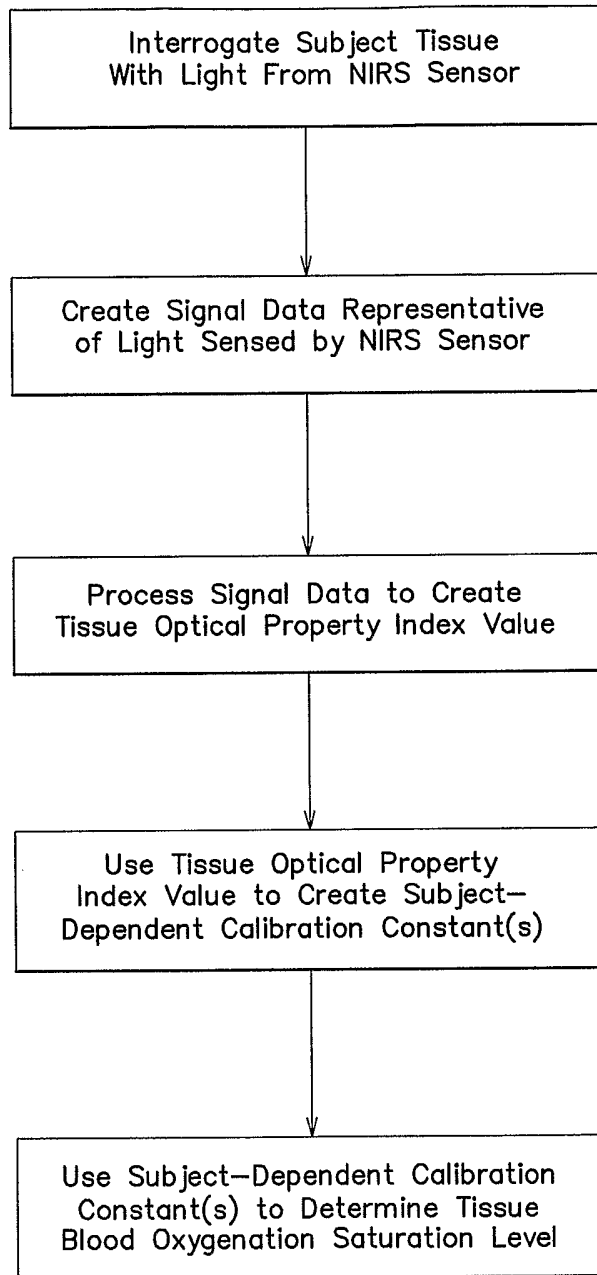 Interrogate Subject Tissue
With Light From NIRS Sensor
Create Signal Data Representative
of Light Sensed by NIRS Sensor
Process Signal Data to Create
Tissue Optical Property Index Value
Use Tissue Optical Property
Index Value to Create Subject–
Dependent Calibration Constant(s)
Use Subject–Dependent Calibration
Constant(s) to Determine Tissue
Blood Oxygenation Saturation Level